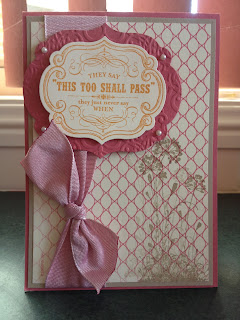 THEY SAY
"THIS TOO SHALL PASS"
they just never say
WHEN